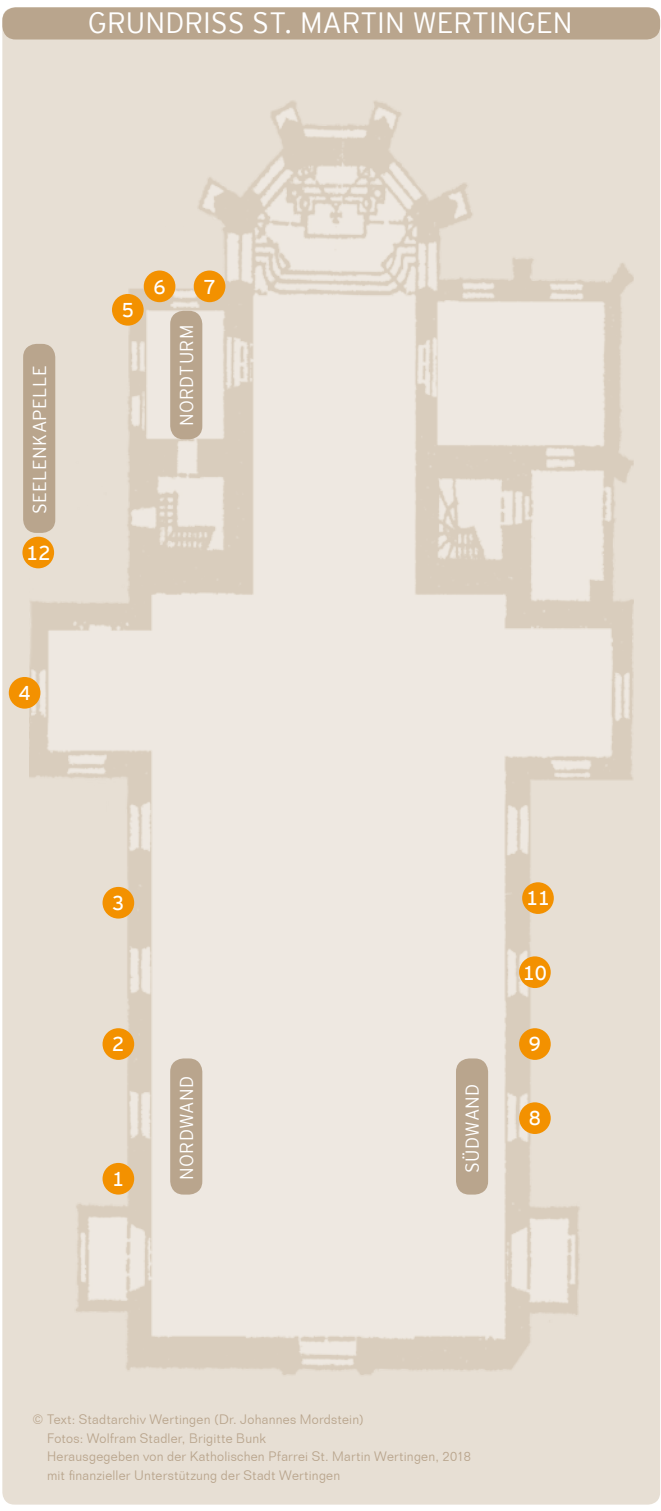 GRUNDRISS ST. MARTIN WERTINGEN
6
7
5
NORDTURM
SEELENKAPELLE
12
4
3
11
10
2
9
NORDWAND
SÜDWAND
8
1
© Text: Stadtarchiv Wertingen (Dr. Johannes Mordstein)
Fotos: Wolfram Stadler, Brigitte Bunk
Herausgegeben von der Katholischen Pfarrei St. Martin Wertingen, 2018
mit finanzieller Unterstützung der Stadt Wertingen